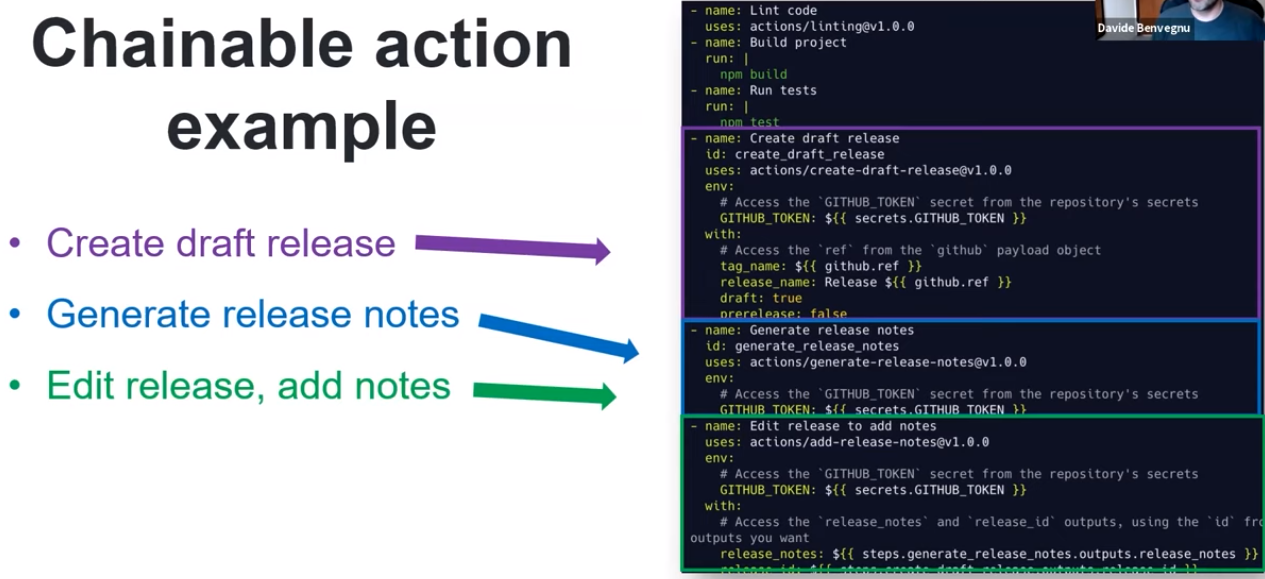 Chainable action
example
• Create draft release
• Generate release notes
• Edit release, add notes
- name: Lint code
  uses: actions/linting@v1.0.0
- name: Build project
  run: |
    npm build
- name: Run tests
  run: |
    npm test
- name: Create draft release
  id: create_draft_release
  uses: actions/create-draft-release@v1.0.0
  env:
    # Access the `GITHUB_TOKEN` secret from the repository's secrets
    GITHUB_TOKEN: ${{ secrets.GITHUB_TOKEN }}
  with:
    # Access the `ref` from the `github` payload object
    tag_name: ${{ github.ref }}
    release_name: Release ${{ github.ref }}
    draft: true
    prerelease: false
- name: Generate release notes
  id: generate_release_notes
  uses: actions/generate-release-notes@v1.0.0
  env:
    # Access the `GITHUB_TOKEN` secret from the repository's secrets
    GITHUB_TOKEN: ${{ secrets.GITHUB_TOKEN }}
- name: Edit release to add notes
  uses: actions/add-release-notes@v1.0.0
  env:
    # Access the `GITHUB_TOKEN` secret from the repository's secrets
    GITHUB_TOKEN: ${{ secrets.GITHUB_TOKEN }}
  with:
    # Access the `release_notes` and `release_id` outputs, using the `id` fro
outputs you want
    release_notes: ${{ steps.generate_release_notes.outputs.release_notes }}
    release_id: ${{ steps.create_draft_release.outputs.release_id }}
Davide Benvegnu